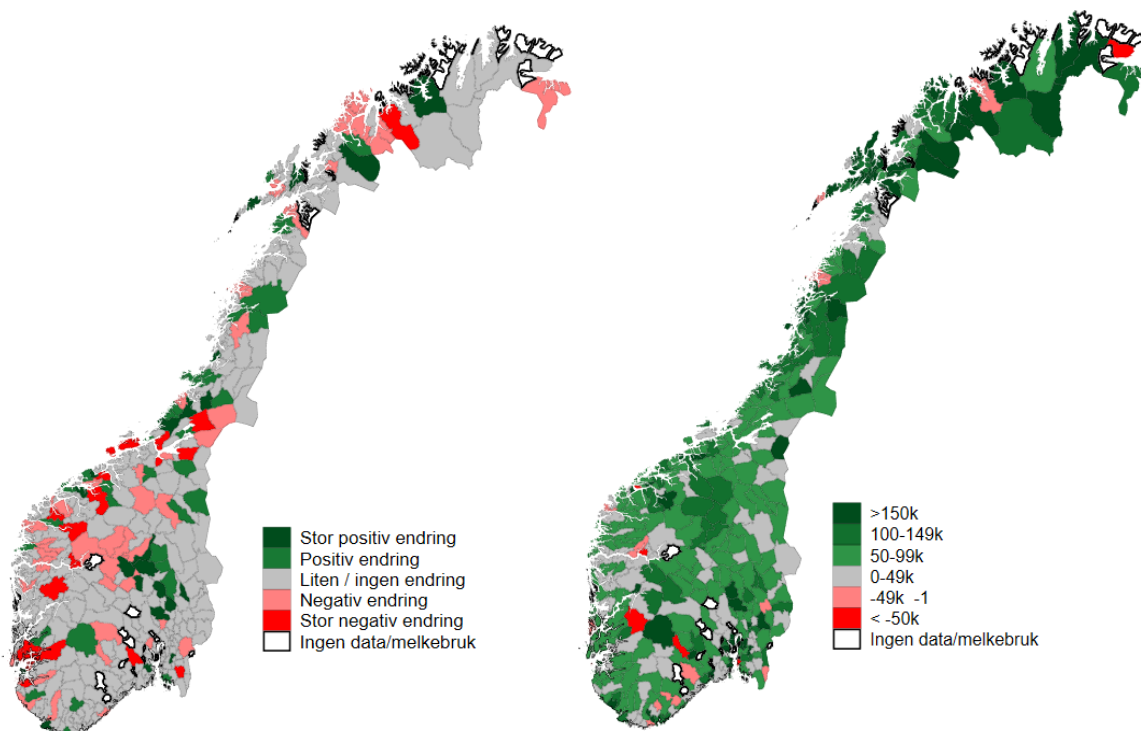 Stor positiv endring
Positiv endring
Liten / ingen endring
Negativ endring
Stor negativ endring
Ingen data/melkebruk
>150k
100-149k
50-99k
0-49k
-49k -1
< -50k
Ingen data/melkebruk